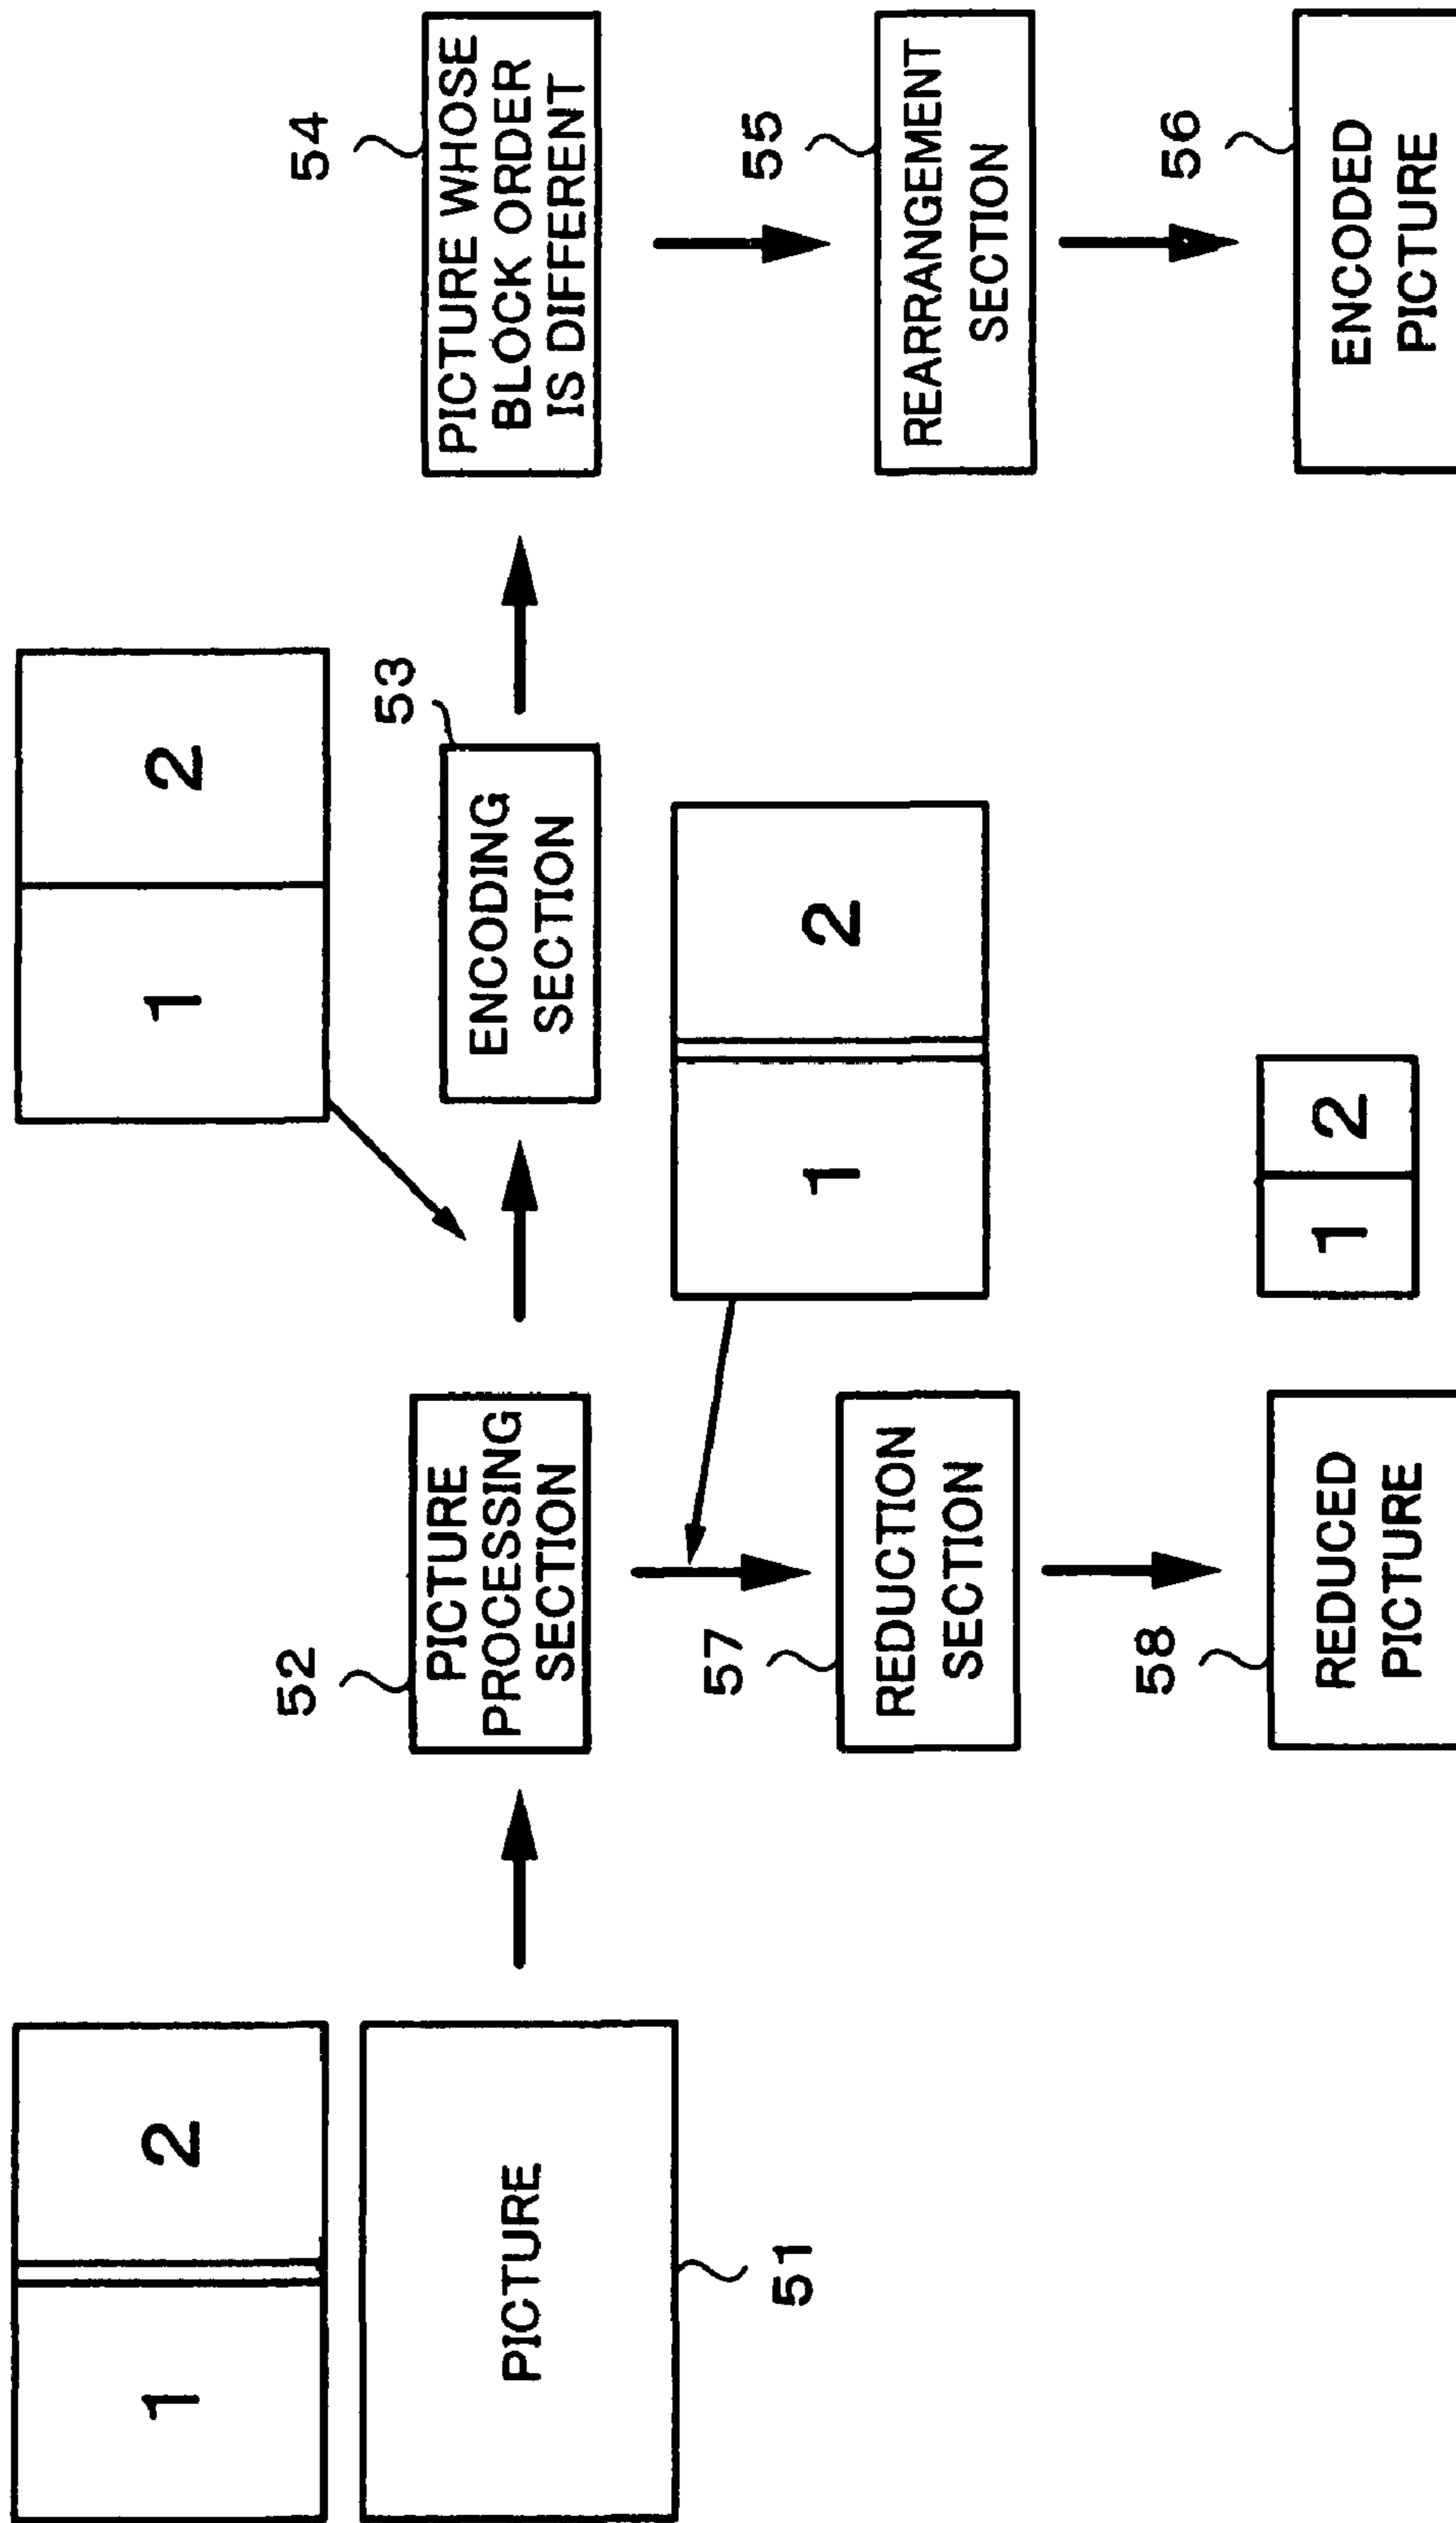 1 2
1 2
54
PICTURE WHOSE
BLOCK ORDER
IS DIFFERENT
53
ENCODING
SECTION
52
PICTURE
PROCESSING
SECTION
PICTURE
51
1 2
55
REARRANGEMENT
SECTION
57
REDUCTION
SECTION
1 2
56
ENCODED
PICTURE
58
REDUCED
PICTURE